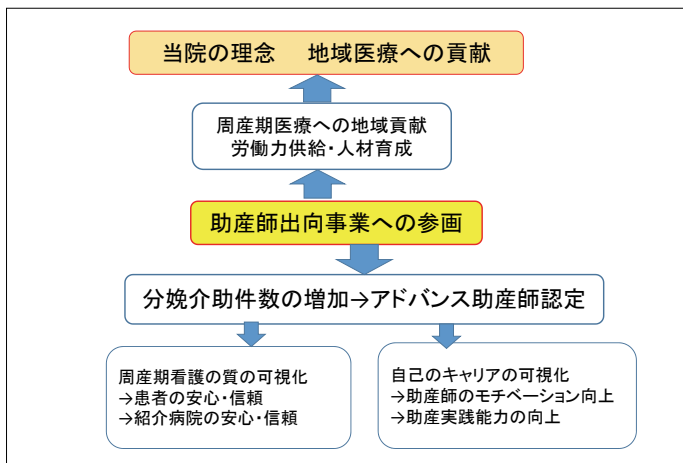 当院の理念　地域医療への貢献
周産期医療への地域貢献
労働力供給・人材育成
助産師出向事業への参画
分娩介助件数の増加→アドバンス助産師認定
周産期看護の質の可視化
→患者の安心・信頼
→紹介病院の安心・信頼
自己のキャリアの可視化
→助産師のモチベーション向上
→助産実践能力の向上